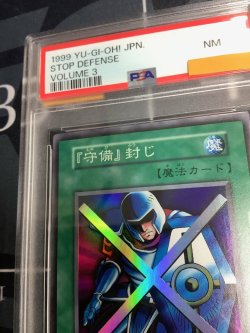 1999 YU-GI-OH! JPN.
STOP DEFENSE
VOLUME 3
NM
PSA
『守備』封じ
魔
【魔法カード】
3